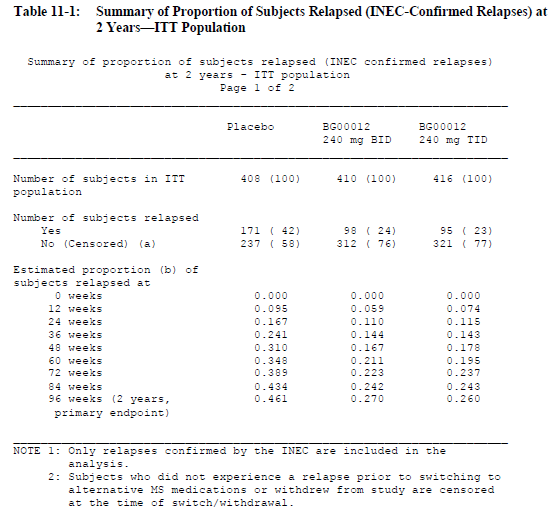 Table 11-1: Summary of Proportion of Subjects Relapsed (INEC-Confirmed Relapses) at
2 Years—ITT Population
Summary of proportion of subjects relapsed (INEC confirmed relapses)
at 2 years - ITT population
Page 1 of 2
Placebo BG00012 BG00012
240 mg BID 240 mg TID
Number of subjects in ITT 408 (100) 410 (100) 416 (100)
population
Number of subjects relapsed
Yes 171 ( 42) 98 ( 24) 95 ( 23)
No (Censored) (a) 237 ( 58) 312 ( 76) 321 ( 77)
Estimated proportion (b) of
subjects relapsed at
0 weeks 0.000 0.000 0.000
12 weeks 0.095 0.059 0.074
24 weeks 0.167 0.110 0.115
36 weeks 0.241 0.144 0.143
48 weeks 0.310 0.167 0.178
60 weeks 0.348 0.211 0.195
72 weeks 0.389 0.223 0.237
84 weeks 0.434 0.242 0.243
96 weeks (2 years, 0.461 0.270 0.260
primary endpoint)
NOTE 1: Only relapses confirmed by the INEC are included in the
analysis.
2: Subjects who did not experience a relapse prior to switching to
alternative MS medications or withdrew from study are censored
at the time of switch/withdrawal.